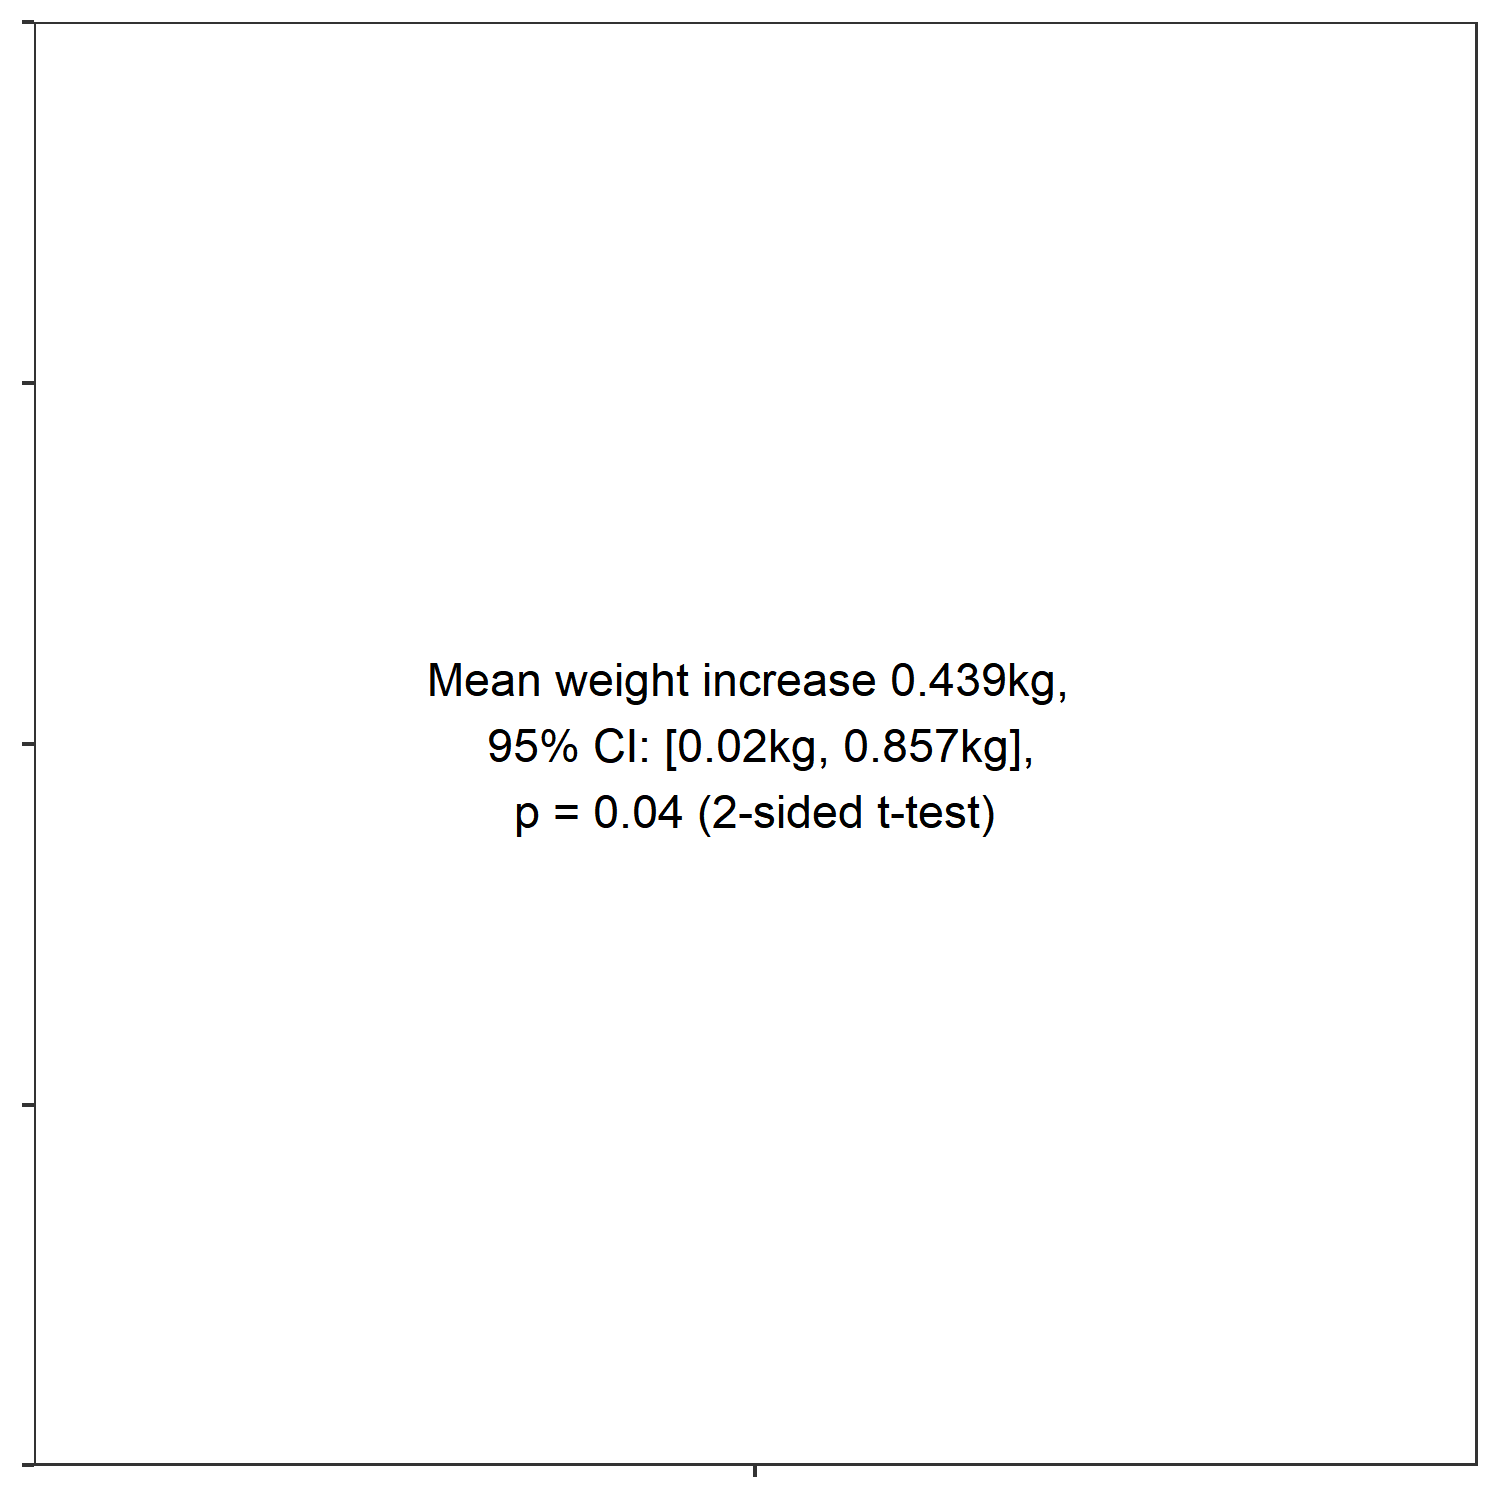 Mean weight increase 0.439kg,
95% CI: [0.02kg, 0.857kg],
p = 0.04 (2-sided t-test)